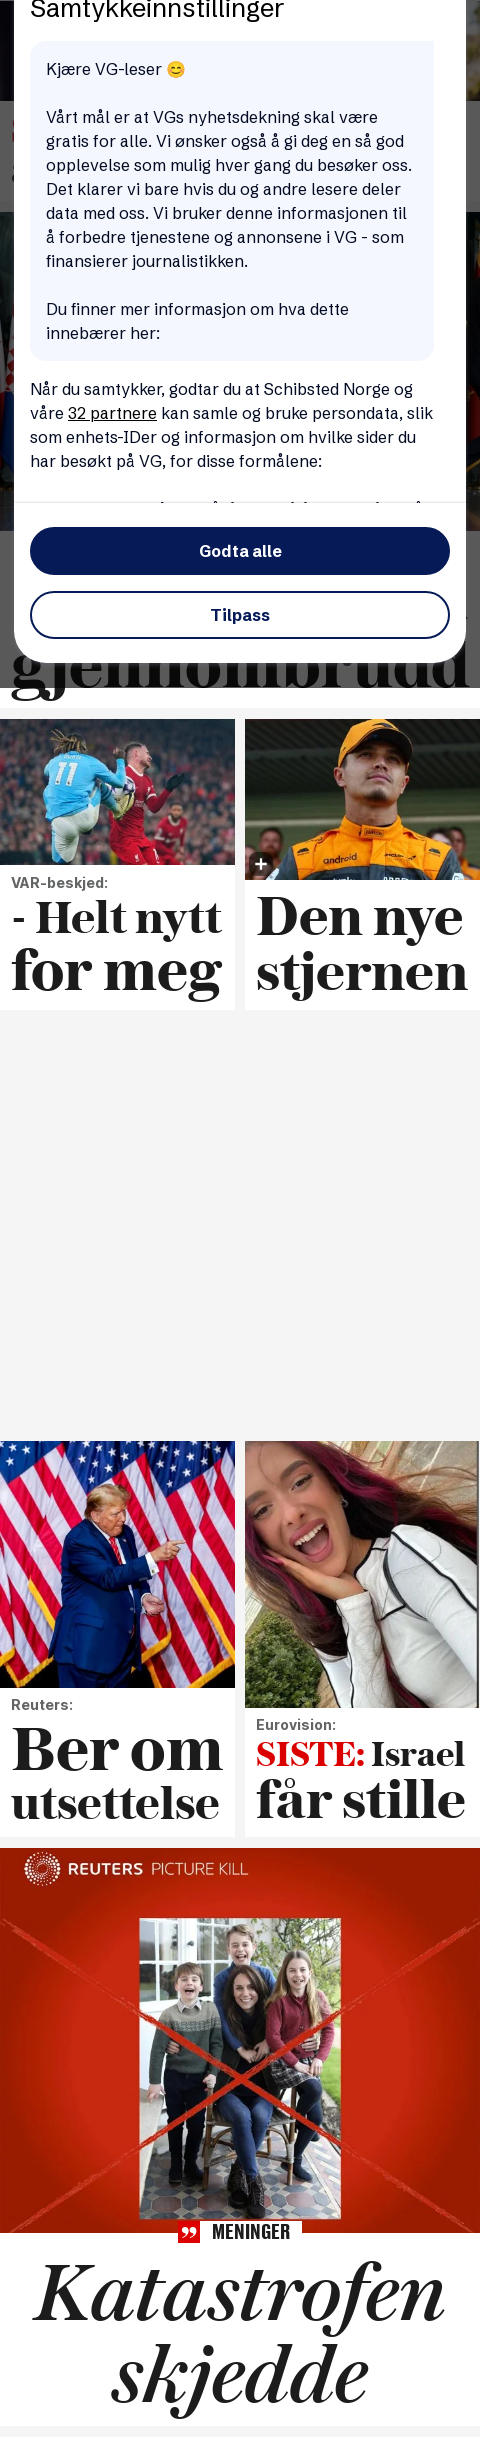 Samtykkeinnstillinger
Kjære VG-leser 😊
Vårt mål er at VGs nyhetsdekning skal være
gratis for alle. Vi ønsker også å gi deg en så god
opplevelse som mulig hver gang du besøker oss.
Det klarer vi bare hvis du og andre lesere deler
data med oss. Vi bruker denne informasjonen til
å forbedre tjenestene og annonsene i VG - som
finansierer journalistikken.
Du finner mer informasjon om hva dette
innebærer her:
Når du samtykker, godtar du at Schibsted Norge og
våre 32 partnere kan samle og bruke persondata, slik
som enhets-IDer og informasjon om hvilke sider du
har besøkt på VG, for disse formålene:
Godta alle
Tilpass
gjennombrudd
11
VAR-beskjed:
- Helt nytt
for meg
android
Den nye
stjernen
Reuters:
Ber om
utsettelse
Eurovision:
SISTE: Israel
får stille
REUTERS PICTURE KILL
MENINGER
Katastrofen
skjedde